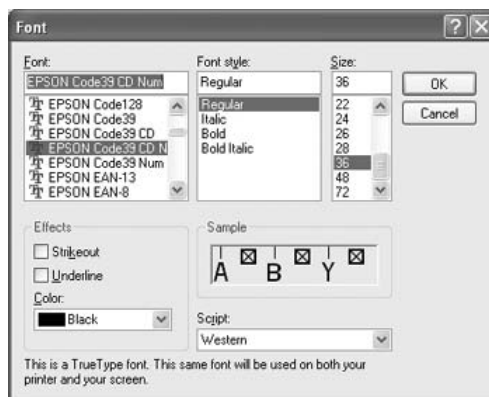 Font
Font: Font style: Size:
EPSON Code39 CD Num Regular 36 OK
EPSON Code128 Regular 22 Cancel
EPSON Code39 Italic 24
EPSON Code39 CD Bold 26
EPSON Code39 CD N Bold Italic 28
EPSON Code39 Num 36
EPSON EAN-13 48
EPSON EAN-8 72
Effects Sample
Strikeout
Underline A B Y
Color:
Black Script:
Western
This is a TrueType font. This same font will be used on both your
printer and your screen.